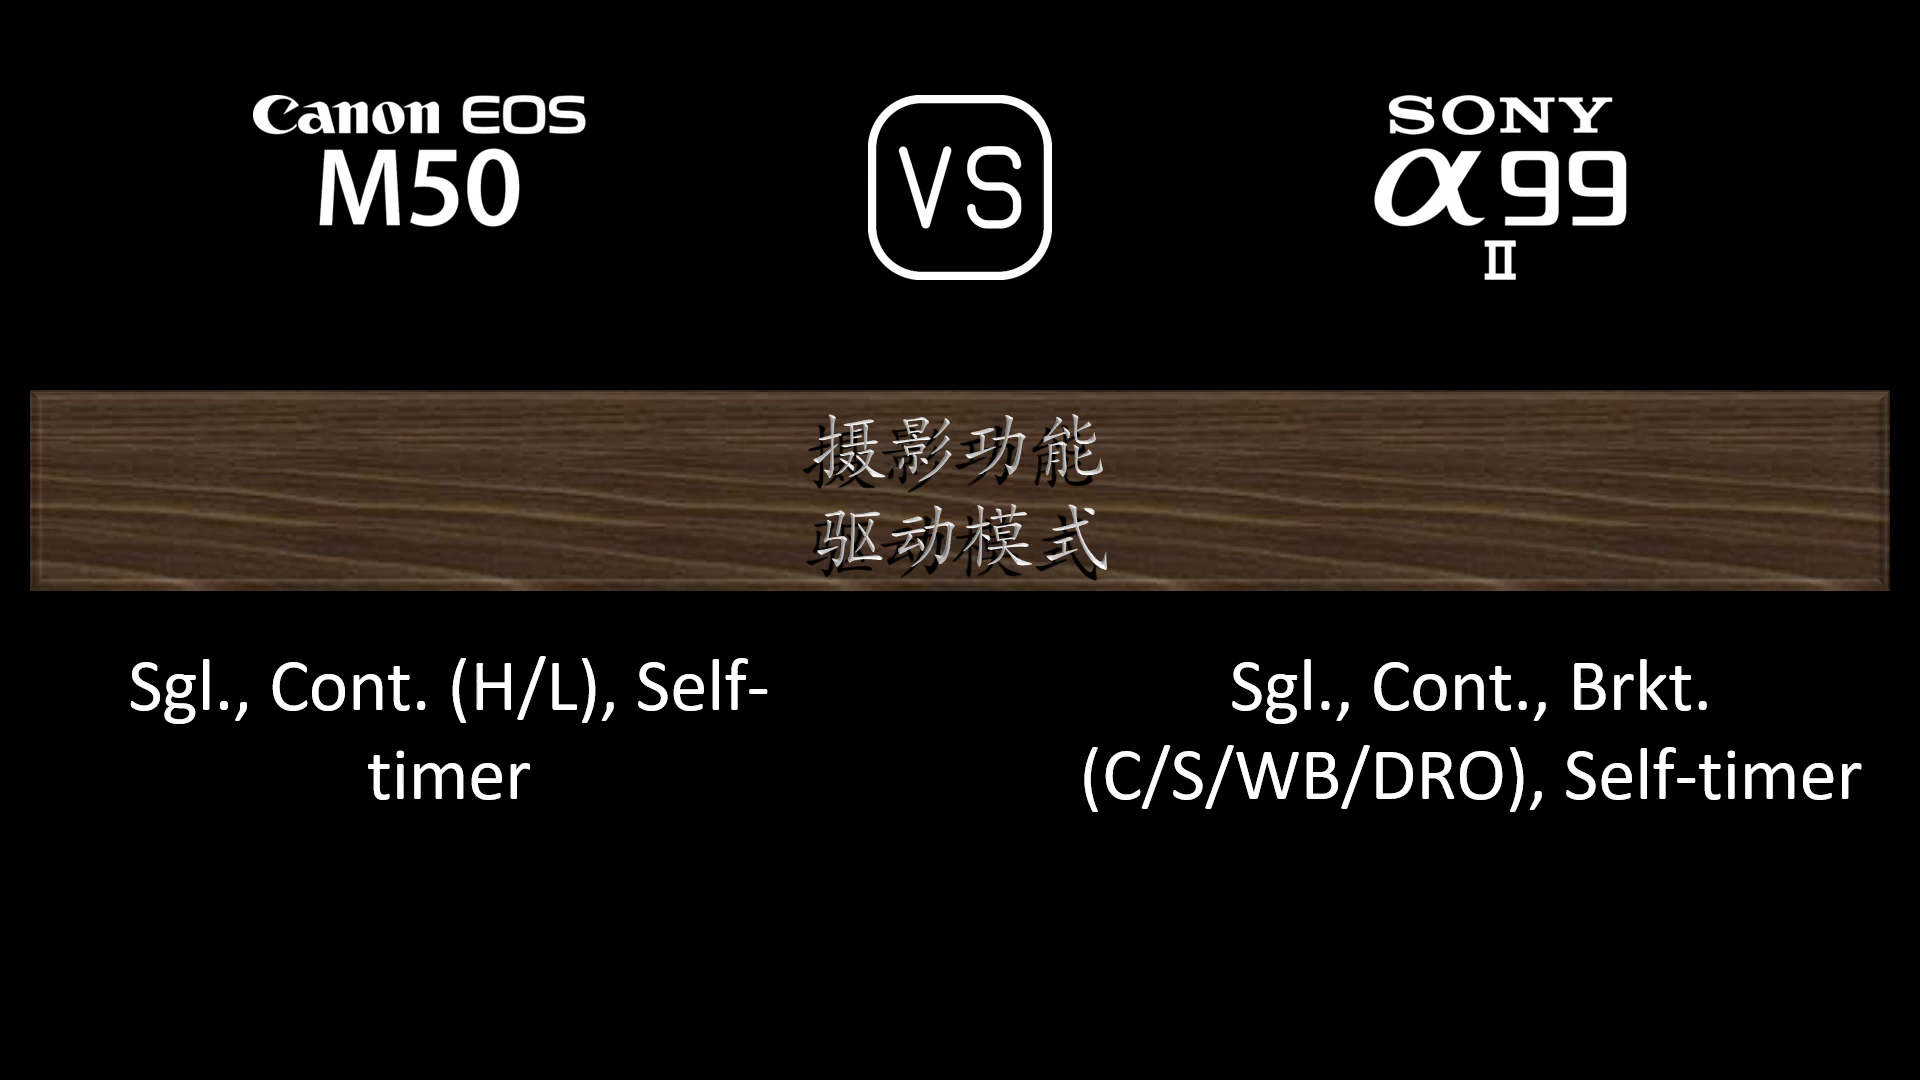 Canon EOS
M50
VS
SONY
α99
II
摄影功能
驱动模式
Sgl., Cont. (H/L), Self-
timer
Sgl., Cont., Brkt.
(C/S/WB/DRO), Self-timer